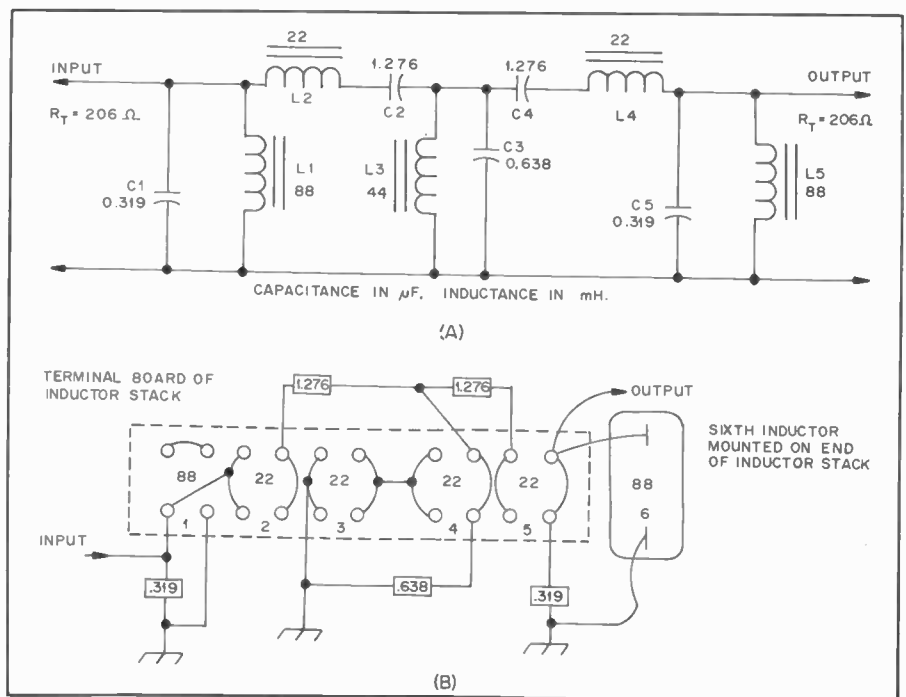 22
22
INPUT
1.276
1.276
OUTPUT
L2
C2
C4
L4
R_T = 206 Ω
R_T = 206Ω
C3
0.638
L1
88
L3
44
L5
88
C1
0.319
C5
0.319
CAPACITANCE IN µF, INDUCTANCE IN mH.
(A)
TERMINAL BOARD OF
INDUCTOR STACK
1.276
1.276
OUTPUT
SIXTH INDUCTOR
MOUNTED ON END
OF INDUCTOR STACK
88
22
22
22
22
88
1
2
3
4
5
6
INPUT
.319
.638
.319
(B)